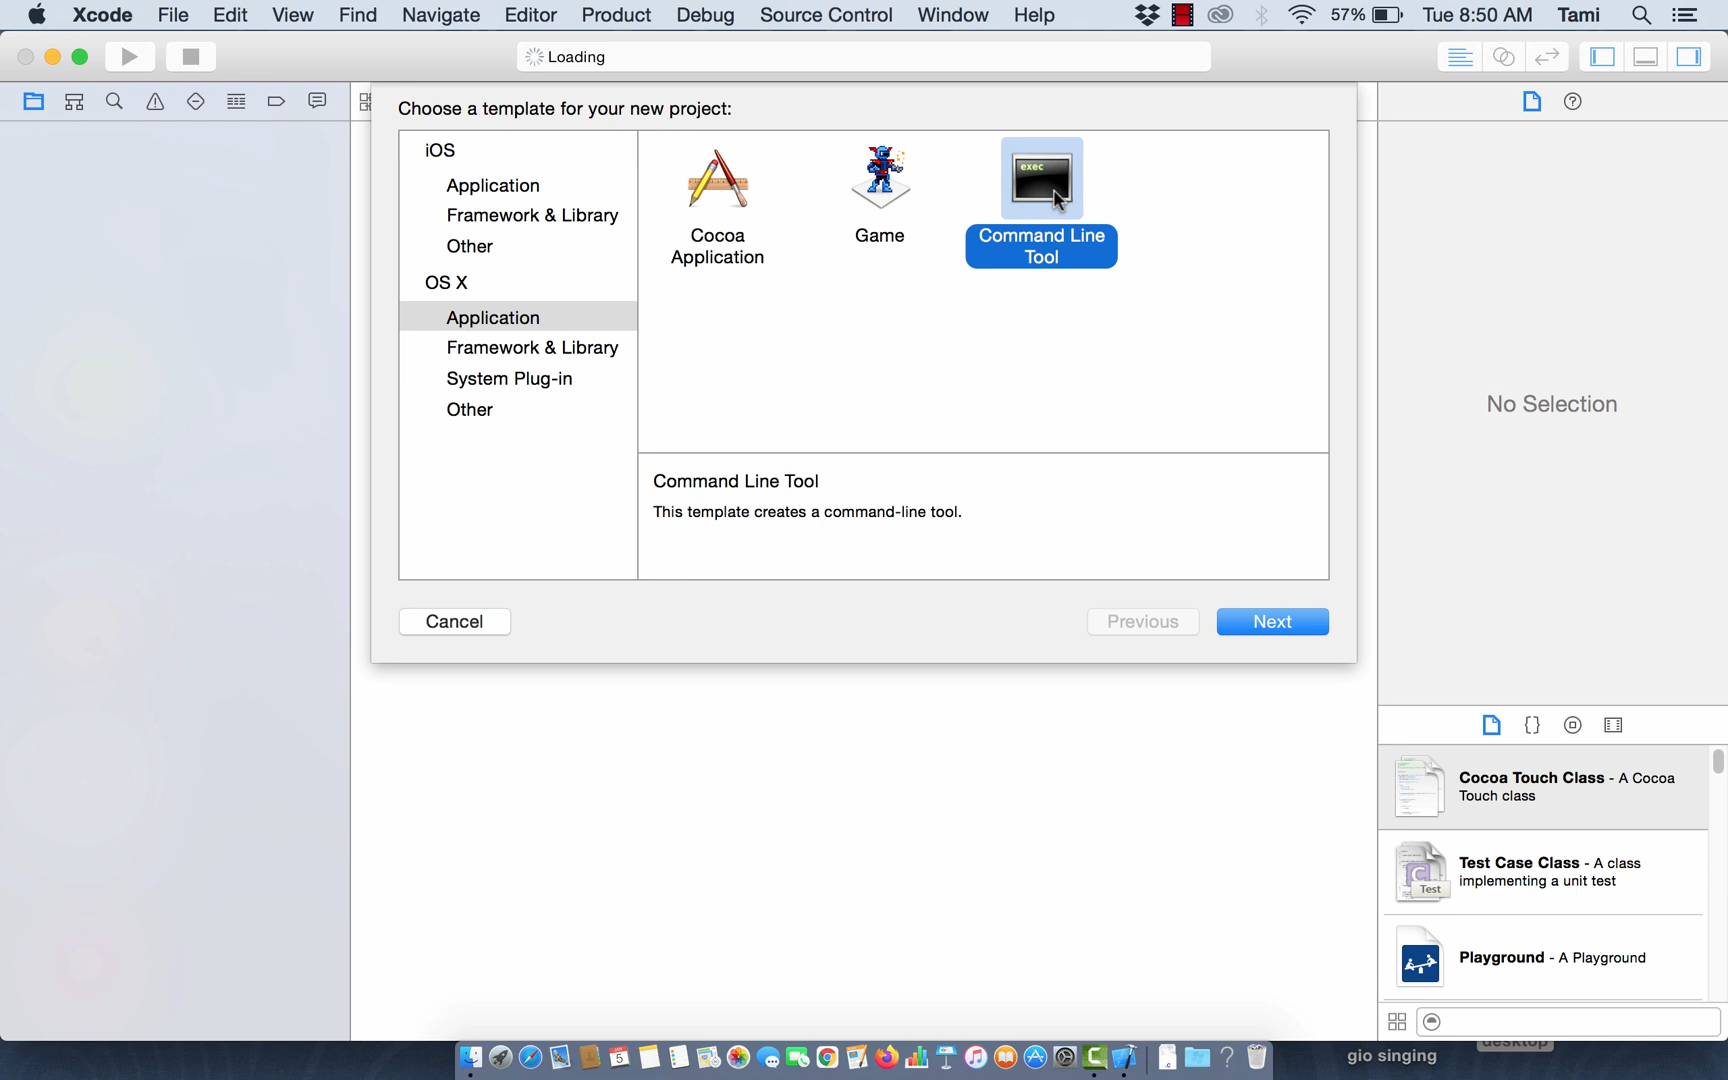 Xcode File Edit View Find Navigate Editor Product Debug Source Control Window Help 57% Tue 8:50 AM Tami
Loading
Choose a template for your new project:
iOS
Application
Framework & Library
Other
OS X
Application
Framework & Library
System Plug-in
Other
Cocoa
Application
Game
exec
Command Line
Tool
Command Line Tool
This template creates a command-line tool.
Cancel
Previous
Next
No Selection
{}
Cocoa Touch Class - A Cocoa
Touch class
C
Test
Test Case Class - A class
implementing a unit test
Playground - A Playground
5
gio singing
desktop